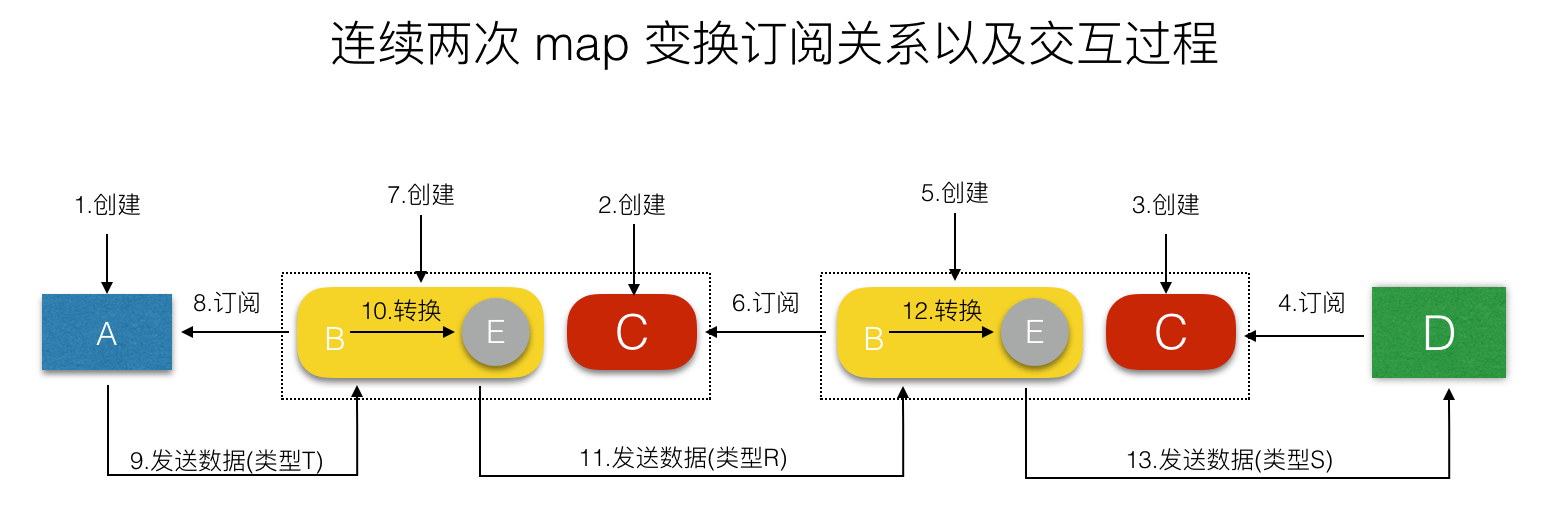 连续两次 map 变换订阅关系以及交互过程
1.创建
7.创建
2.创建
5.创建
3.创建
A
8.订阅
B
10.转换
E
C
6.订阅
B
12.转换
E
C
4.订阅
D
9.发送数据(类型T)
11.发送数据(类型R)
13.发送数据(类型S)